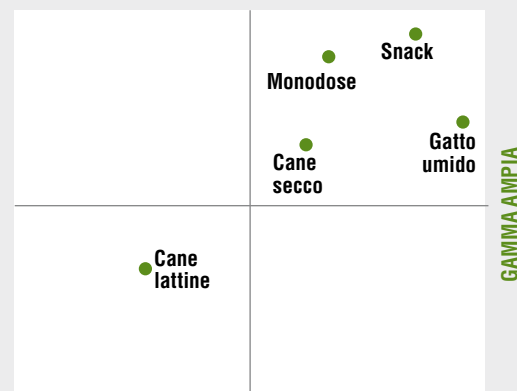 Snack
Monodose
Gatto
umido
Cane
secco
Cane
lattine
GAMMA AMPIA